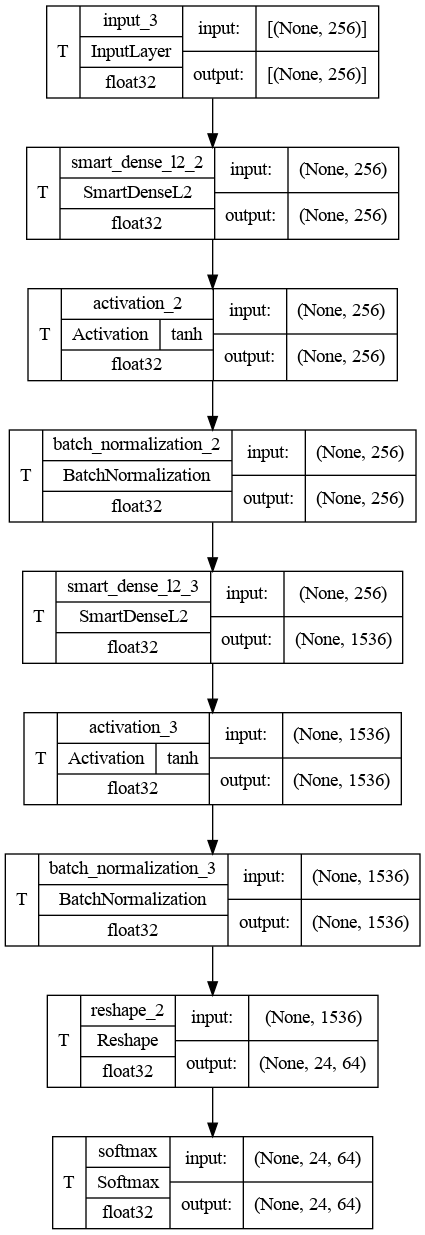 T input_3 InputLayer float32 input: [(None, 256)] output: [(None, 256)]
T smart_dense_l2_2 SmartDenseL2 float32 input: (None, 256) output: (None, 256)
T activation_2 Activation tanh float32 input: (None, 256) output: (None, 256)
T batch_normalization_2 BatchNormalization float32 input: (None, 256) output: (None, 256)
T smart_dense_l2_3 SmartDenseL2 float32 input: (None, 256) output: (None, 1536)
T activation_3 Activation tanh float32 input: (None, 1536) output: (None, 1536)
T batch_normalization_3 BatchNormalization float32 input: (None, 1536) output: (None, 1536)
T reshape_2 Reshape float32 input: (None, 1536) output: (None, 24, 64)
T softmax Softmax float32 input: (None, 24, 64) output: (None, 24, 64)